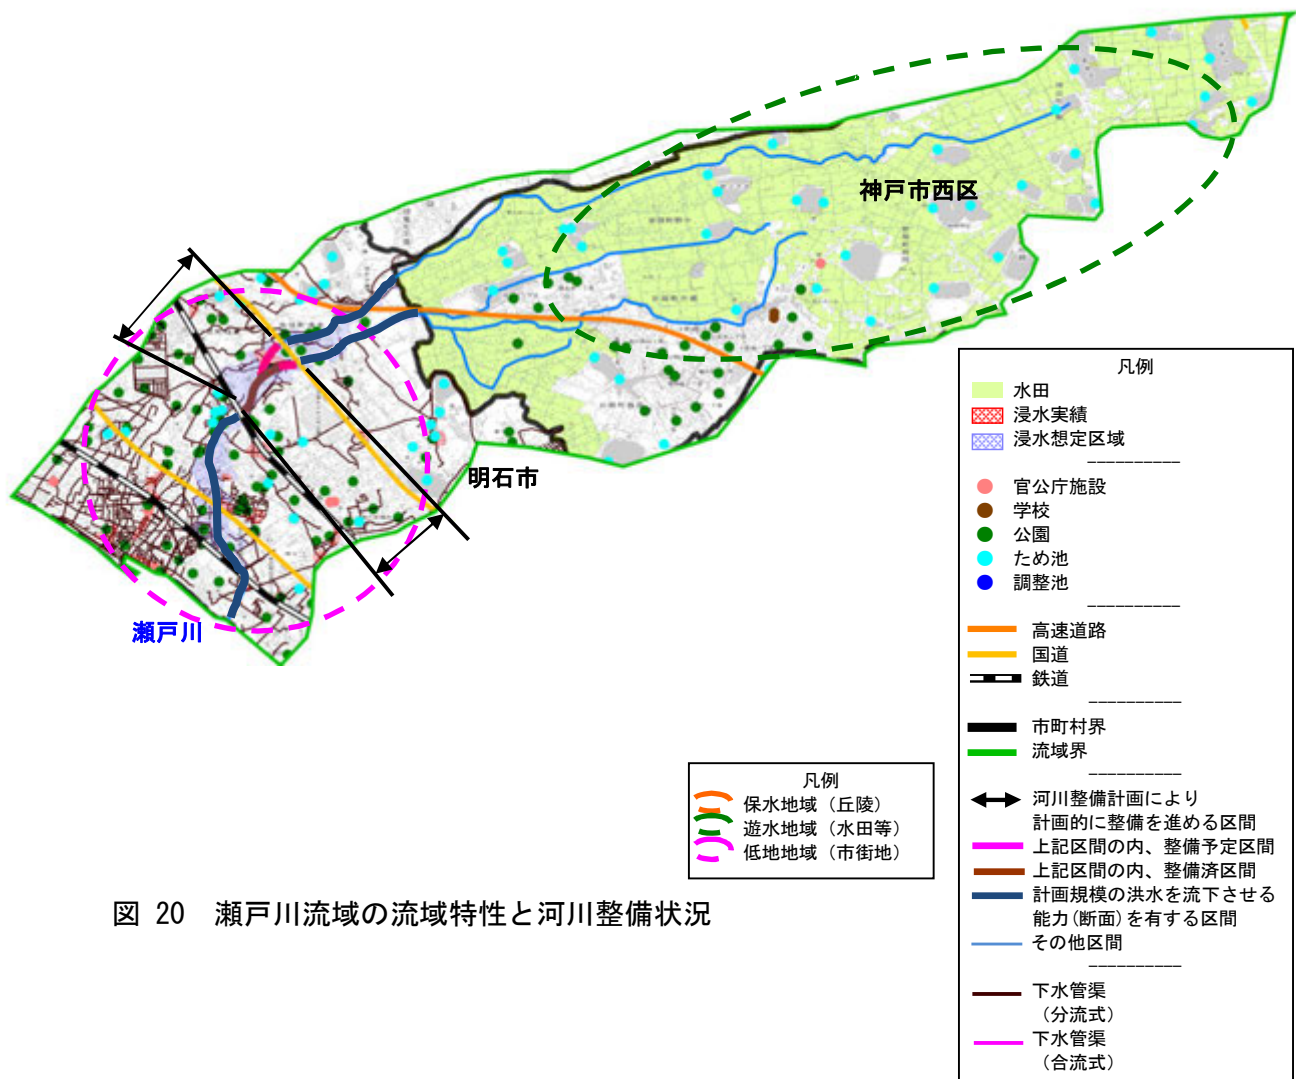 神戸市西区
明石市
瀬戸川
凡例
水田
浸水実績
浸水想定区域
官公庁施設
学校
公園
ため池
調整池
高速道路
国道
鉄道
市町村界
流域界
河川整備計画により
計画的に整備を進める区間
上記区間の内、整備予定区間
上記区間の内、整備済区間
計画規模の洪水を流下させる
能力(断面)を有する区間
その他区間
下水管渠
（分流式）
下水管渠
（合流式）
凡例
保水地域（丘陵）
遊水地域（水田等）
低地地域（市街地）
図 20　瀬戸川流域の流域特性と河川整備状況